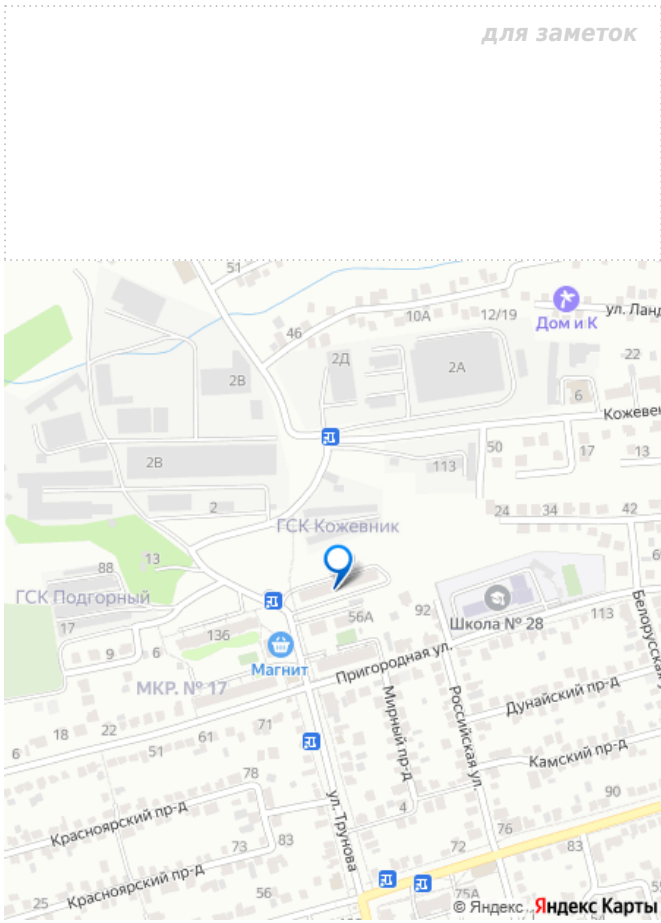 для заметок
51
10А
12/19
Дом и К
ул. Ланд
46
2Д
2В
2А
22
6
Кожевен
2В
113
50
17
13
2
24
34
42
ГСК Кожевник
13
88
ГСК Подгорный
17
92
56А
Школа № 28
113
Белорусская
136
9
6
Магнит
Пригородная ул.
МКР. № 17
Мирный пр-д
Российская ул.
Дунайский пр-д
6
18
22
51
61
71
Камский пр-д
78
ул. Трунова
4
90
Красноярский пр-д
73
83
72
76
83
Красноярский пр-д
25
56
75А
© Яндекс
Яндекс Карты